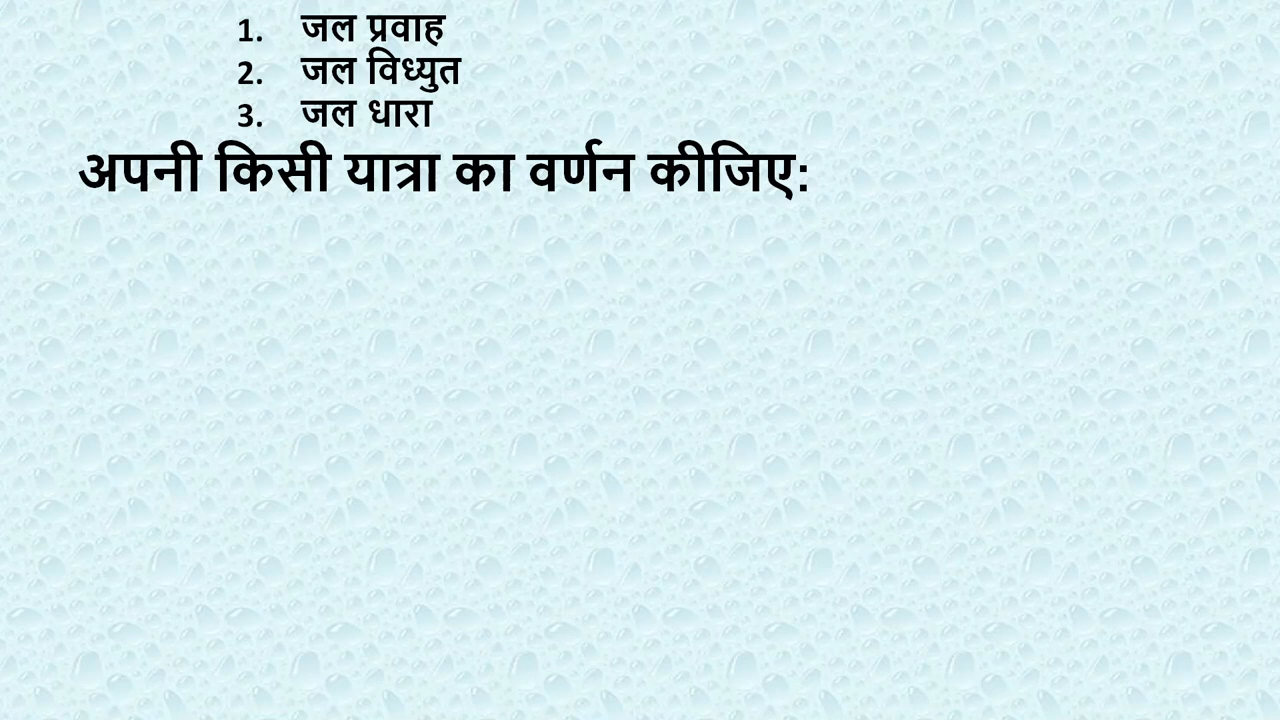 1. जल प्रवाह
2. जल विध्युत
3. जल धारा
अपनी किसी यात्रा का वर्णन कीजिए: